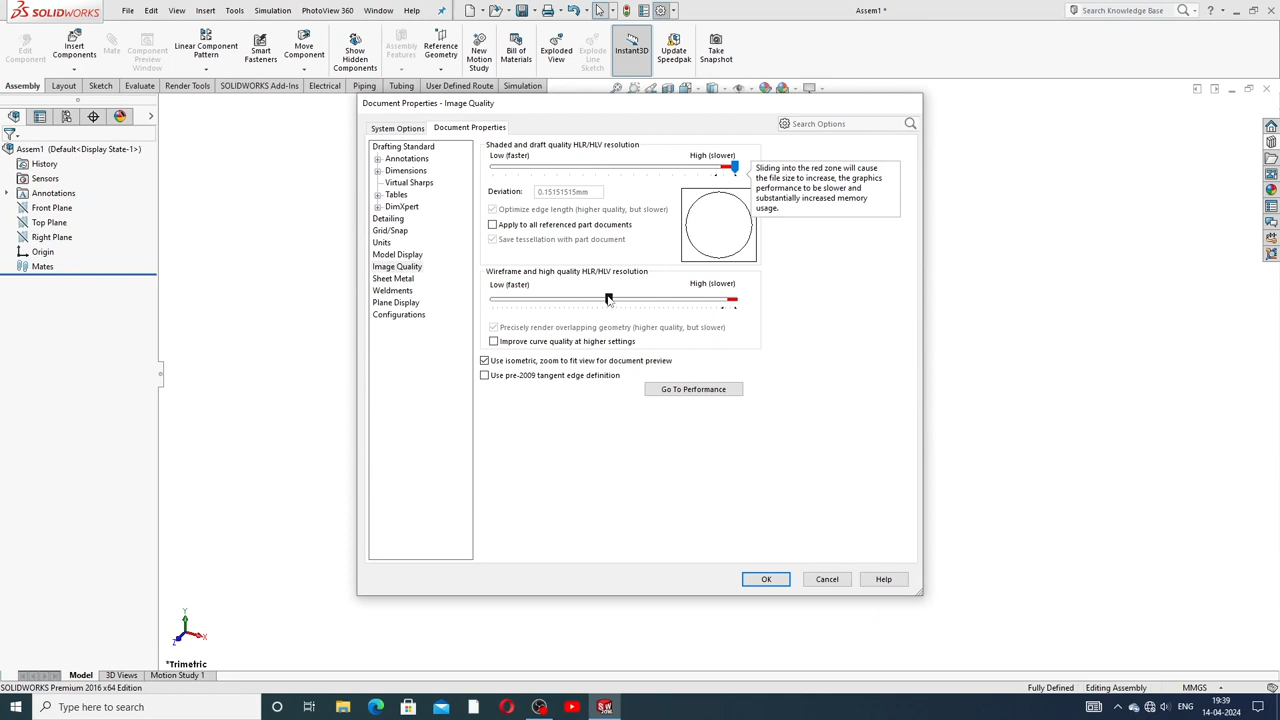 SOLIDWORKS
File
Edit
View
Insert
Tools
Simulation
PhotoView 360
Window
Help
Assem1 *
Search Knowledge Base
Edit
Component
Insert
Components
Mate
Component
Preview
Window
Linear Component
Pattern
Smart
Fasteners
Move
Component
Show
Hidden
Components
Assembly
Features
Reference
Geometry
New
Motion
Study
Bill of
Materials
Exploded
View
Explode
Line
Sketch
Instant3D
Update
Speedpak
Take
Snapshot
Assembly
Layout
Sketch
Evaluate
Render Tools
SOLIDWORKS Add-Ins
Electrical
Piping
Tubing
User Defined Route
Simulation
Assem1 (Default<Display State-1>)
History
Sensors
Annotations
Front Plane
Top Plane
Right Plane
Origin
Mates
Document Properties - Image Quality
System Options
Document Properties
Search Options
Drafting Standard
Annotations
Dimensions
Virtual Sharps
Tables
DimXpert
Detailing
Grid/Snap
Units
Model Display
Image Quality
Sheet Metal
Weldments
Plane Display
Configurations
Shaded and draft quality HLR/HLV resolution
Low (faster)
High (slower)
Deviation:
0.15151515mm
Optimize edge length (higher quality, but slower)
Apply to all referenced part documents
Save tessellation with part document
Sliding into the red zone will cause
the file size to increase, the graphics
performance to be slower and
substantially increased memory
usage.
Wireframe and high quality HLR/HLV resolution
Low (faster)
High (slower)
Precisely render overlapping geometry (higher quality, but slower)
Improve curve quality at higher settings
Use isometric, zoom to fit view for document preview
Use pre-2009 tangent edge definition
Go To Performance
OK
Cancel
Help
Y
X
Z
*Trimetric
Model
3D Views
Motion Study 1
SOLIDWORKS Premium 2016 x64 Edition
Fully Defined
Editing Assembly
MMGS
Type here to search
19:39
14-04-2024